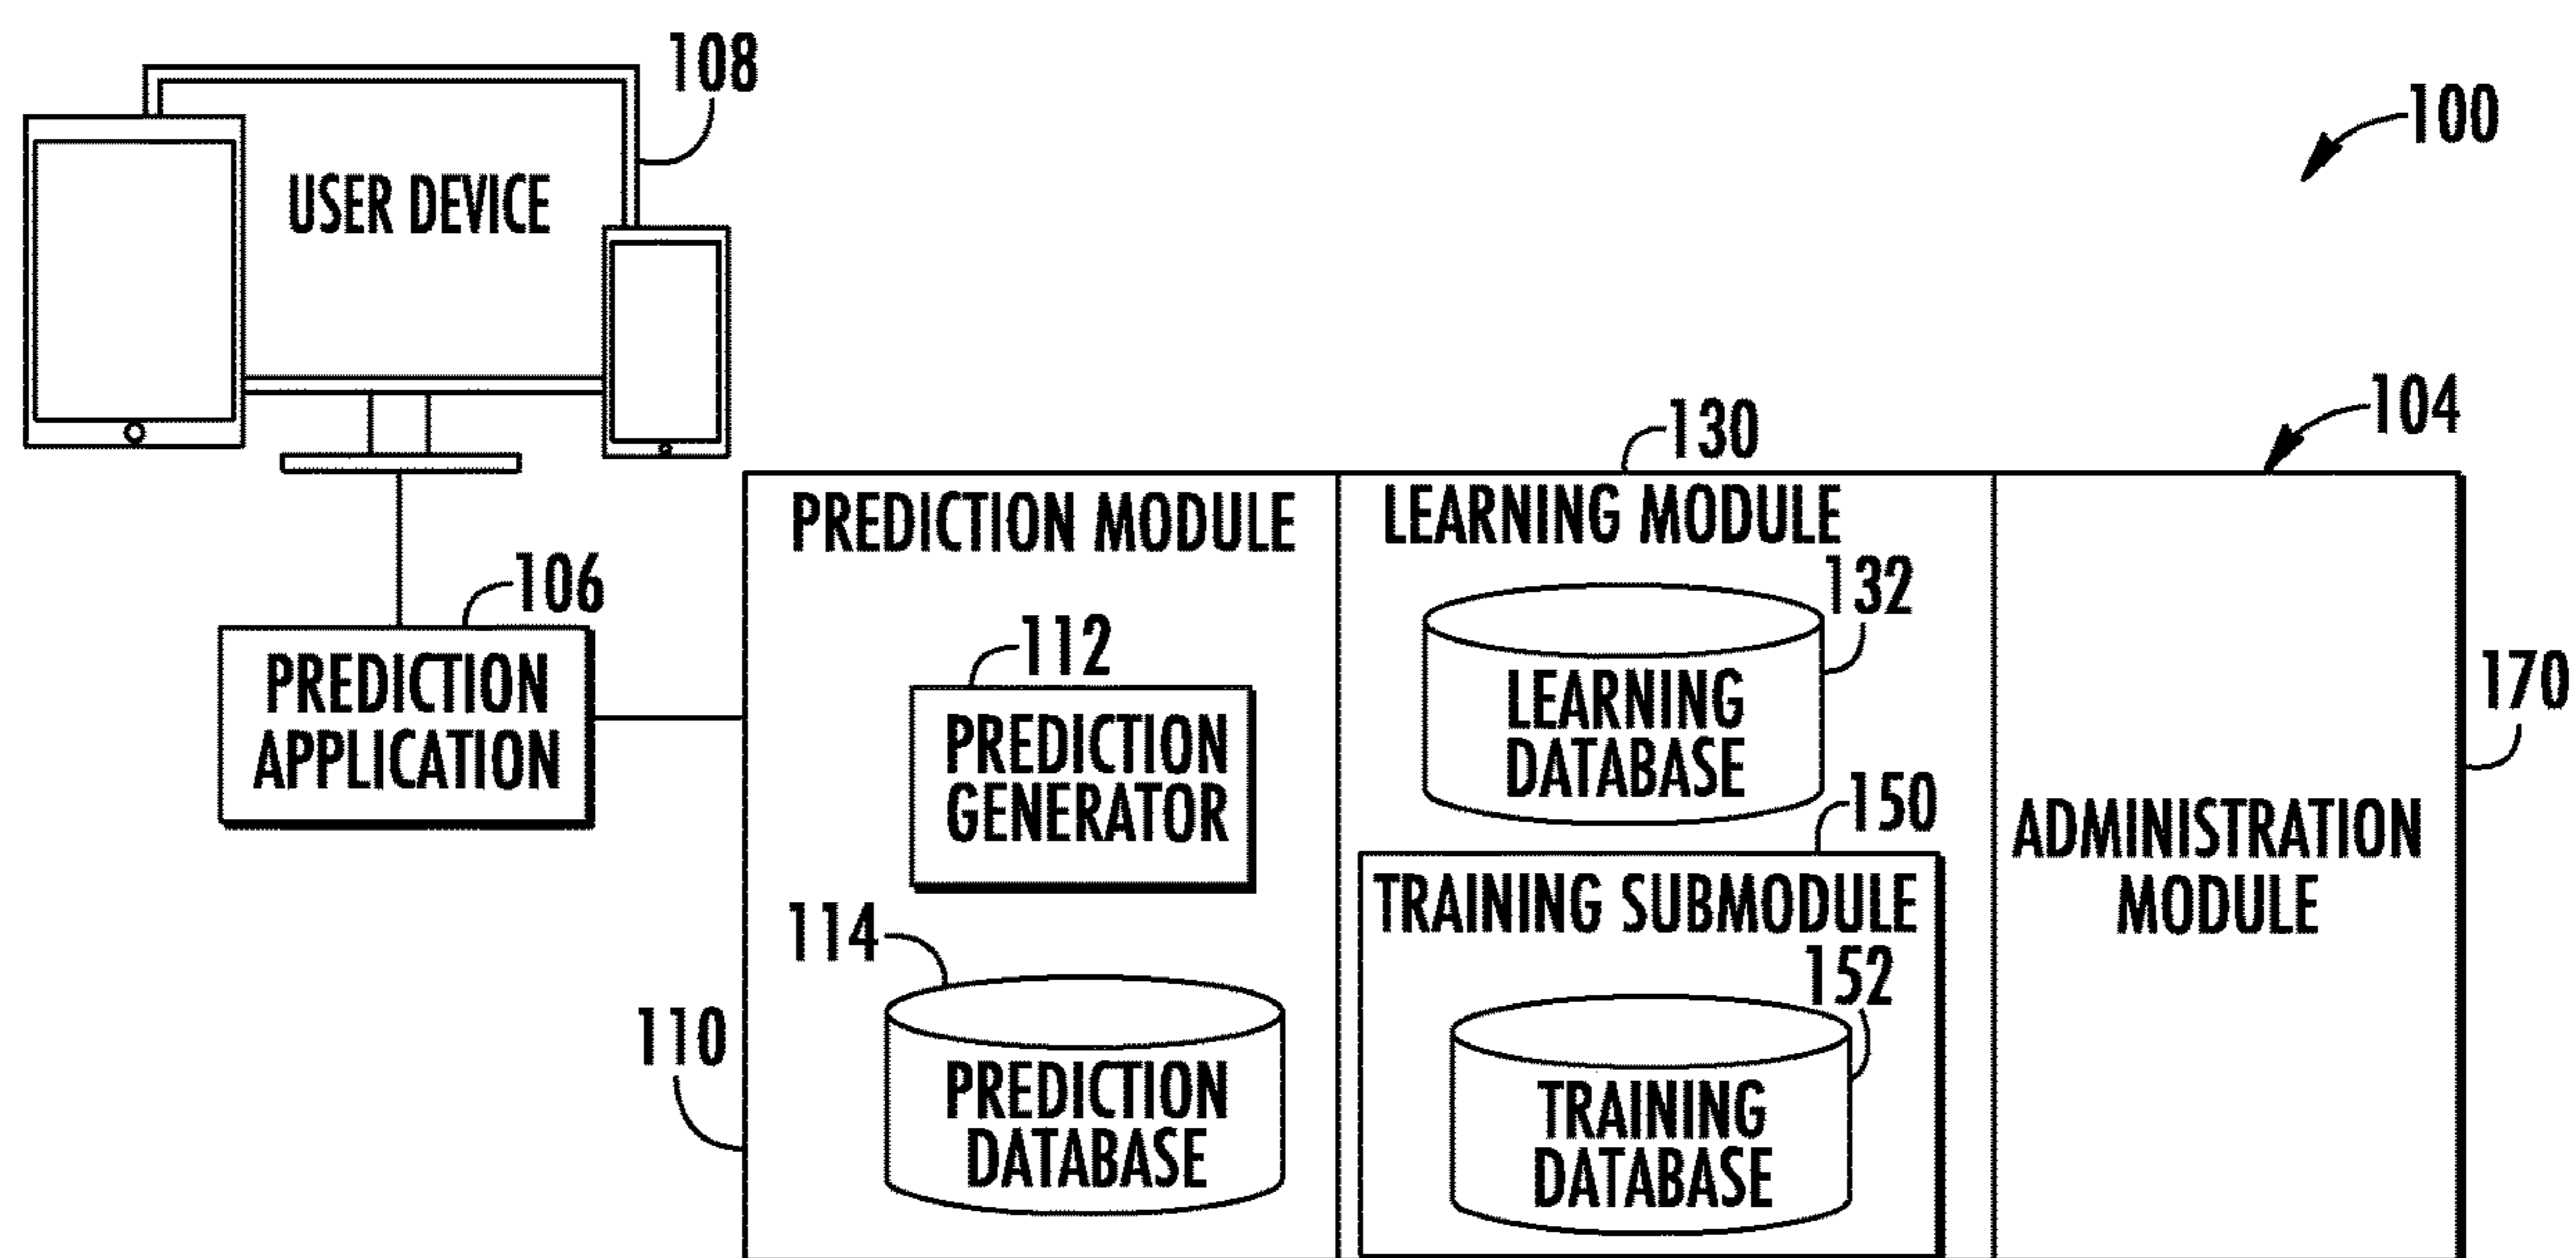 108
100
USER DEVICE
104
130
PREDICTION MODULE
LEARNING MODULE
106
132
112
PREDICTION
APPLICATION
170
PREDICTION
GENERATOR
LEARNING
DATABASE
150
ADMINISTRATION
MODULE
TRAINING SUBMODULE
114
152
110
PREDICTION
DATABASE
TRAINING
DATABASE